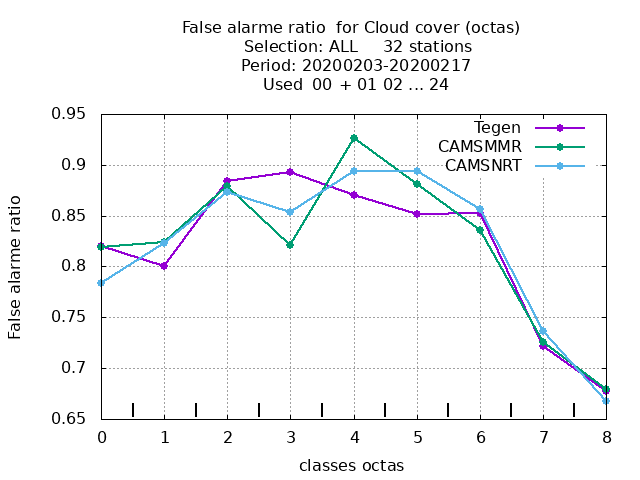 False alarme ratio  for Cloud cover (octas)
Selection: ALL     32 stations
Period: 20200203-20200217
Used  00 + 01 02 ... 24
Tegen
CAMSMMR
CAMSNRT
0.95
0.9
0.85
0.8
0.75
0.7
0.65
False alarme ratio
0 1 2 3 4 5 6 7 8
classes octas